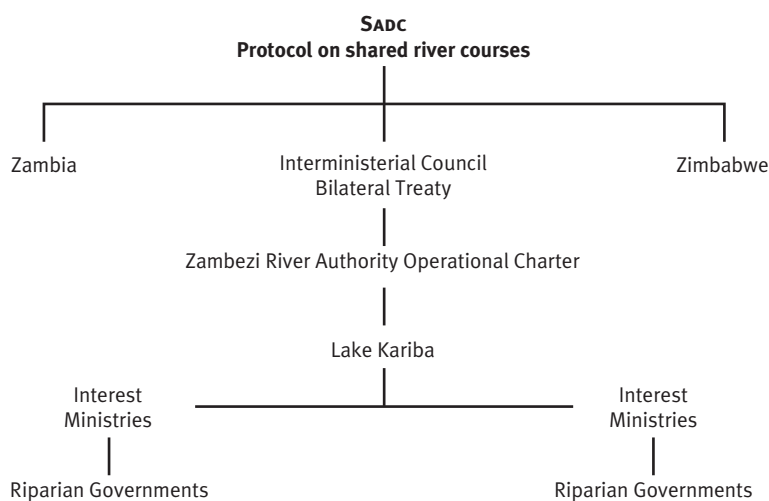 SADC
Protocol on shared river courses
Zambia
Interministerial Council
Bilateral Treaty
Zimbabwe
Zambezi River Authority Operational Charter
Lake Kariba
Interest
Ministries
Interest
Ministries
Riparian Governments
Riparian Governments